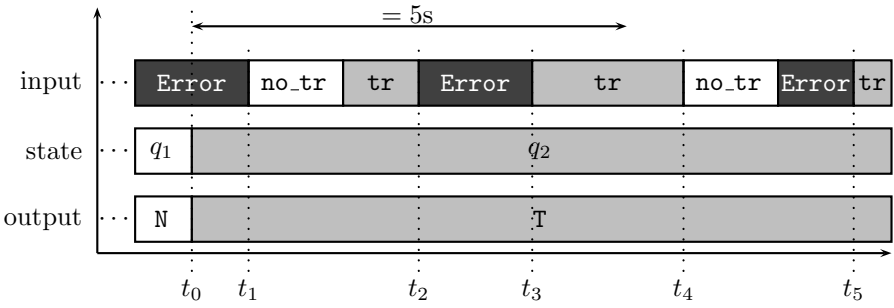 = 5s
input ··· Error no_tr tr Error tr no_tr Error tr
state ··· q₁ q₂
output ··· N T
t₀ t₁ t₂ t₃ t₄ t₅